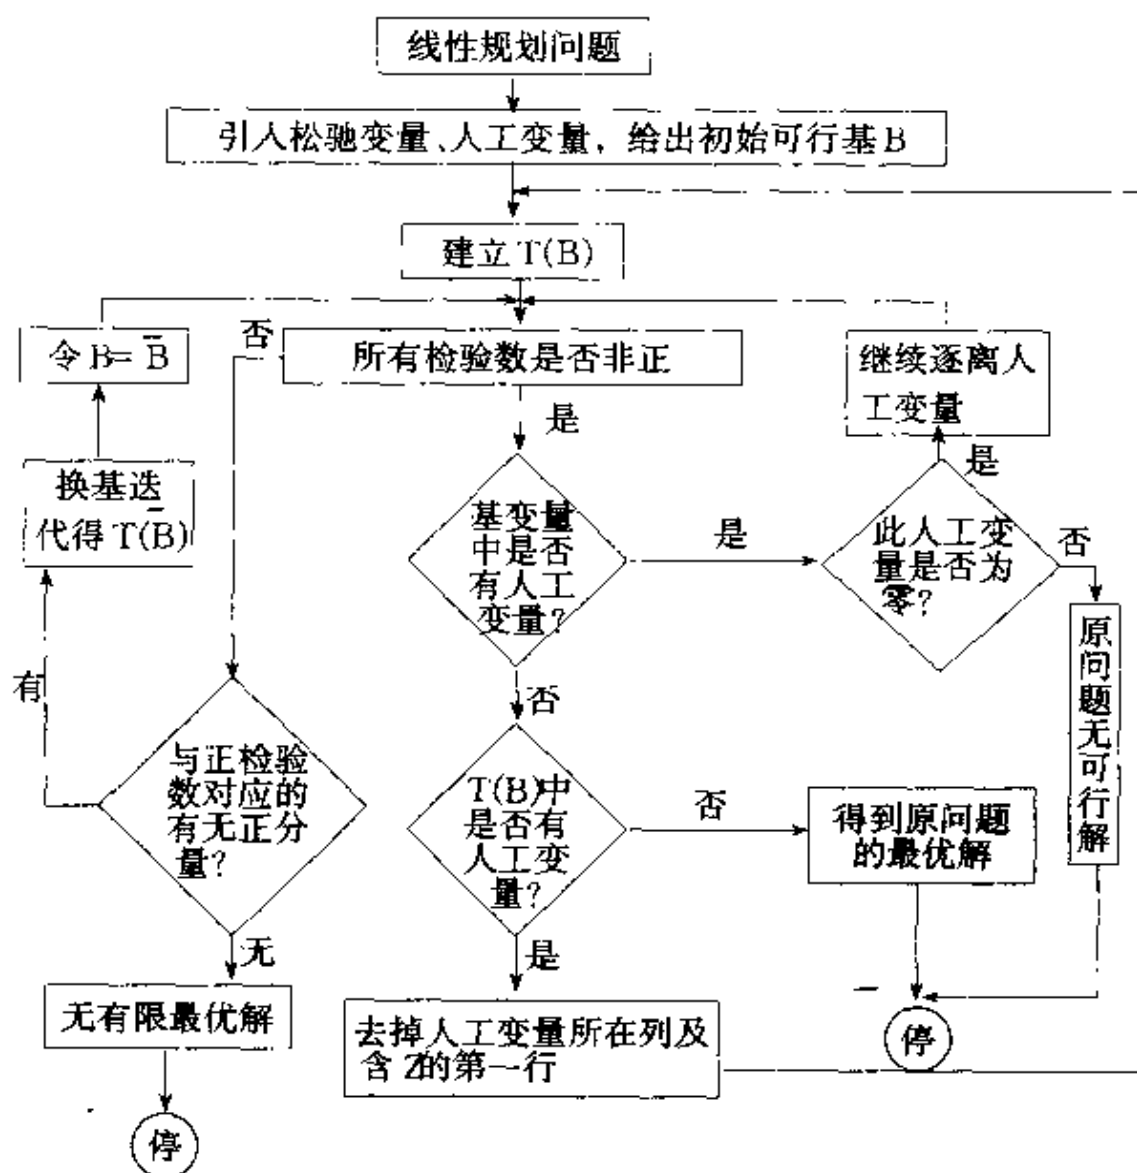 线性规划问题
引入松驰变量、人工变量，给出初始可行基 B
建立 T(B)
令 B= B̄
否
所有检验数是否非正
继续逐离人
工变量
是
是
换基迭
代得 T(B̄)
基变量
中是否
有人工
变量？
是
此人工变
量是否为
零？
否
原问题无可行解
有
否
与正检验
数对应的
有无正分
量？
T(B)中
是否有
人工变
量？
否
得到原问题
的最优解
无
是
无有限最优解
去掉人工变量所在列及
含 Z的第一行
停
停